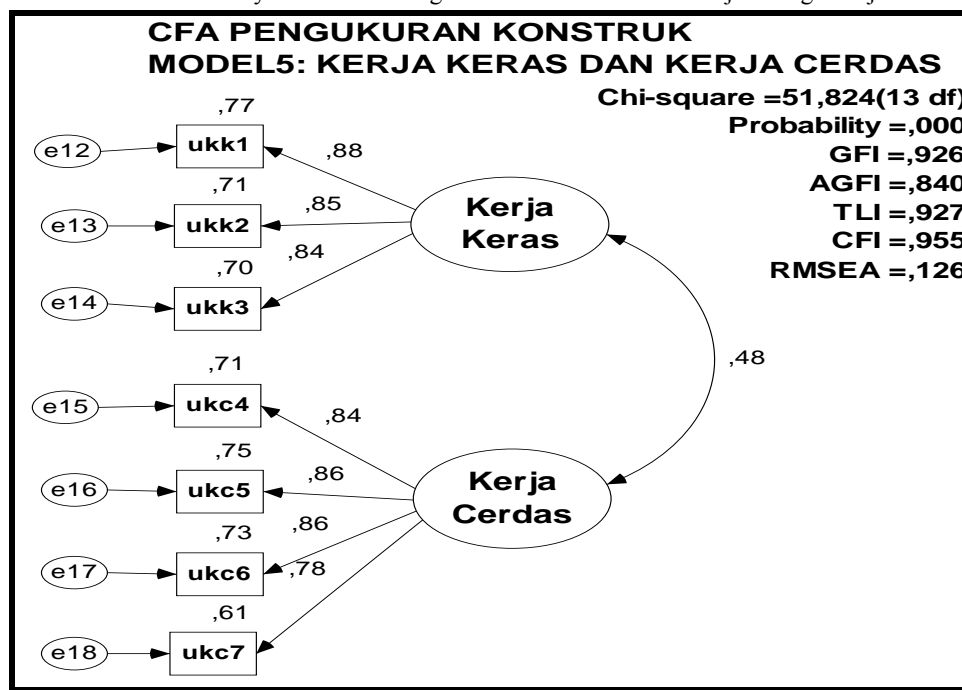 CFA PENGUKURAN KONSTRUK
MODEL5: KERJA KERAS DAN KERJA CERDAS
Chi-square =51,824(13 df)
Probability =,000
GFI =,926
AGFI =,840
TLI =,927
CFI =,955
RMSEA =,126
,77
e12 ukk1 ,88
,71
e13 ukk2 ,85
Kerja
Keras
,70 ,84
e14 ukk3
,48
,71
e15 ukc4 ,84
,75
e16 ukc5 ,86
Kerja
Cerdas
,73 ,86
e17 ukc6 ,78
,61
e18 ukc7